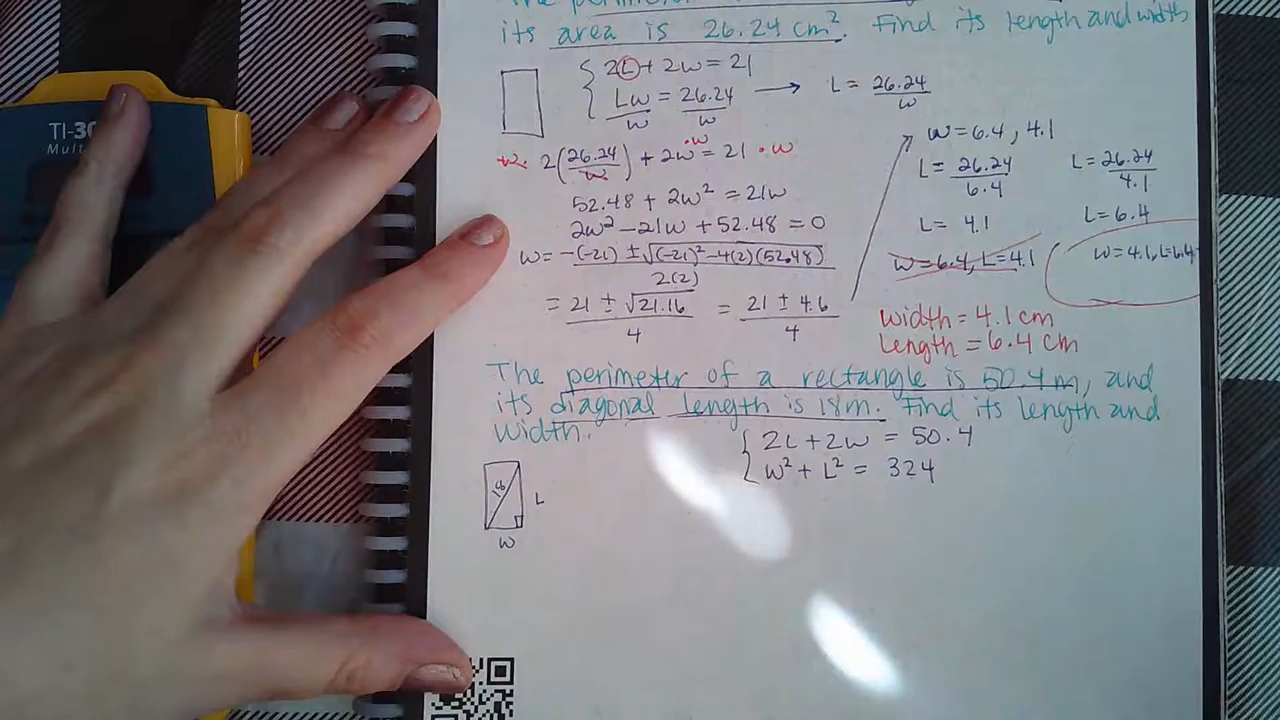 its area is 26.24 cm². Find its length and width
2L + 2w = 21
Lw = 26.24 → L = 26.24
w w w
w = 6.4, 4.1
w· 2(26.24/w) + 2w·w = 21·w
L = 26.24/6.4 L = 26.24/4.1
52.48 + 2w² = 21w
L = 4.1 L = 6.4
2w² - 21w + 52.48 = 0
w = -(-21) ± √(-21)² - 4(2)(52.48)
2(2)
w = 6.4, L = 4.1 w = 4.1, L = 6.4
= 21 ± √21.16 = 21 ± 4.6
4 4
width = 4.1 cm
length = 6.4 cm
The perimeter of a rectangle is 50.4m, and
its diagonal length is 18m. Find its length and
width.
2L + 2w = 50.4
w² + L² = 324
18
L
w
TI-30
Mult